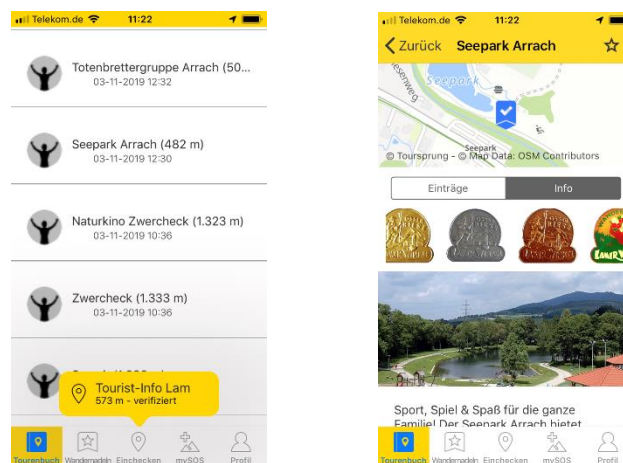 Telekom.de 11:22
Totenbrettergruppe Arrach (50...
03-11-2019 12:32
Seepark Arrach (482 m)
03-11-2019 12:30
Naturkino Zwercheck (1.323 m)
03-11-2019 10:36
Zwercheck (1.333 m)
03-11-2019 10:36
Tourist-Info Lam
573 m - verifiziert
Tourenbuch Wandernadeln Einchecken mySOS Profil
Telekom.de 11:22
Zurück Seepark Arrach
Seepark
Seepark
© Toursprung - © Map Data: OSM Contributors
Einträge Info
Sport, Spiel & Spaß für die ganze
Familie! Der Seepark Arrach bietet
Tourenbuch Wandernadeln Einchecken mySOS Profil